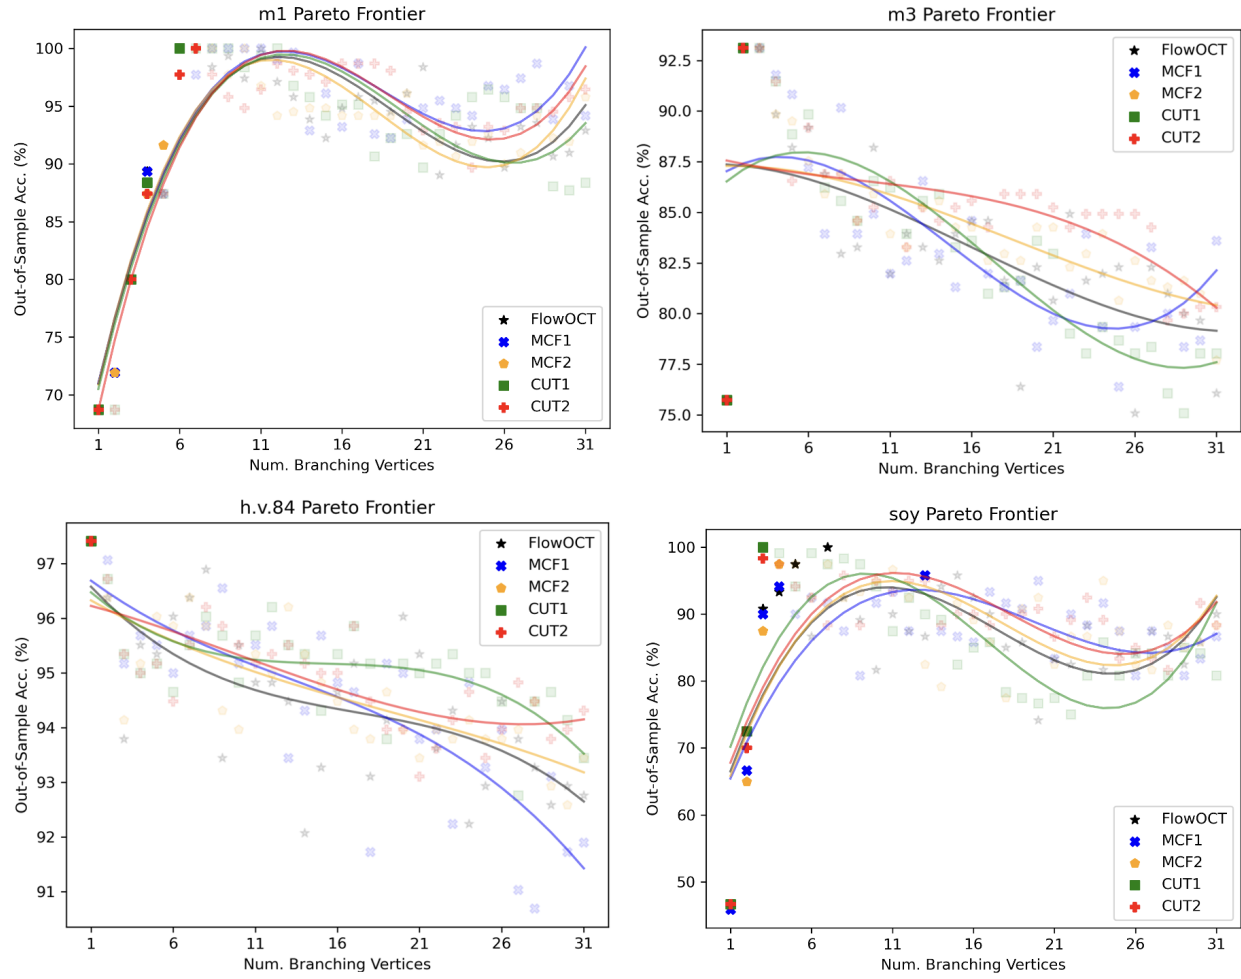 m1 Pareto Frontier
Out-of-Sample Acc. (%)
100
95
90
85
80
75
70
FlowOCT
MCF1
MCF2
CUT1
CUT2
1 6 11 16 21 26 31
Num. Branching Vertices
m3 Pareto Frontier
Out-of-Sample Acc. (%)
92.5
90.0
87.5
85.0
82.5
80.0
77.5
75.0
FlowOCT
MCF1
MCF2
CUT1
CUT2
1 6 11 16 21 26 31
Num. Branching Vertices
h.v.84 Pareto Frontier
Out-of-Sample Acc. (%)
97
96
95
94
93
92
91
FlowOCT
MCF1
MCF2
CUT1
CUT2
1 6 11 16 21 26 31
Num. Branching Vertices
soy Pareto Frontier
Out-of-Sample Acc. (%)
100
90
80
70
60
50
FlowOCT
MCF1
MCF2
CUT1
CUT2
1 6 11 16 21 26 31
Num. Branching Vertices